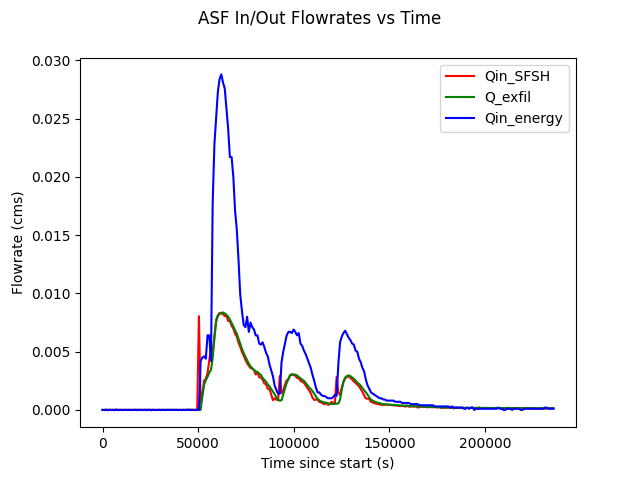 ASF In/Out Flowrates vs Time
Qin_SFSH
Q_exfil
Qin_energy
Flowrate (cms)
0.030
0.025
0.020
0.015
0.010
0.005
0.000
0 50000 100000 150000 200000
Time since start (s)